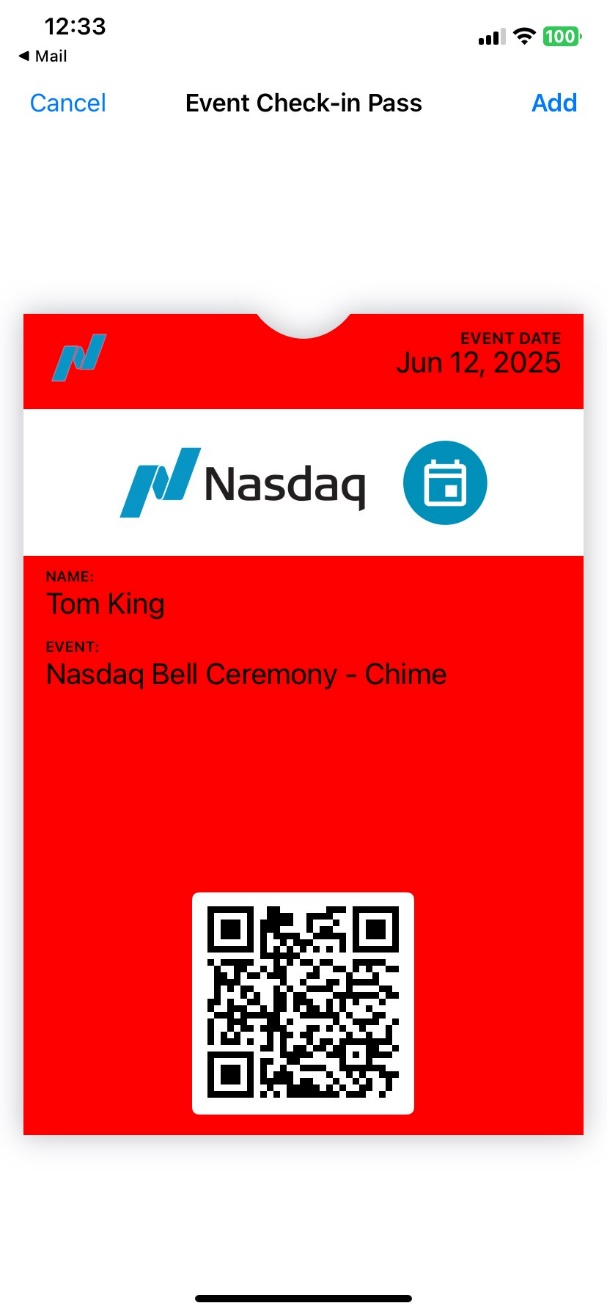 12:33
◀ Mail
100
Cancel
Event Check-in Pass
Add
EVENT DATE
Jun 12, 2025
Nasdaq
NAME:
Tom King
EVENT:
Nasdaq Bell Ceremony - Chime